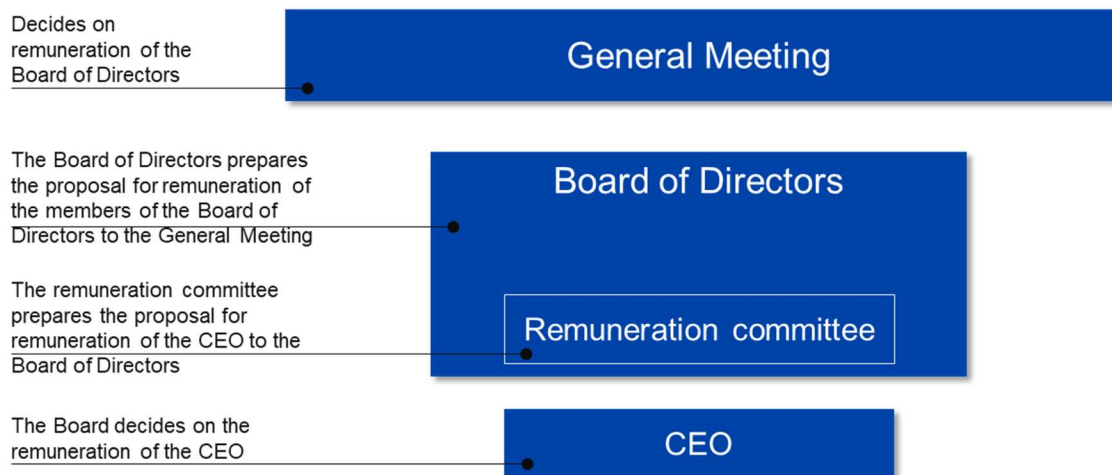 Decides on
remuneration of the
Board of Directors
General Meeting
The Board of Directors prepares
the proposal for remuneration of
the members of the Board of
Directors to the General Meeting
Board of Directors
The remuneration committee
prepares the proposal for
remuneration of the CEO to the
Board of Directors
Remuneration committee
The Board decides on the
remuneration of the CEO
CEO